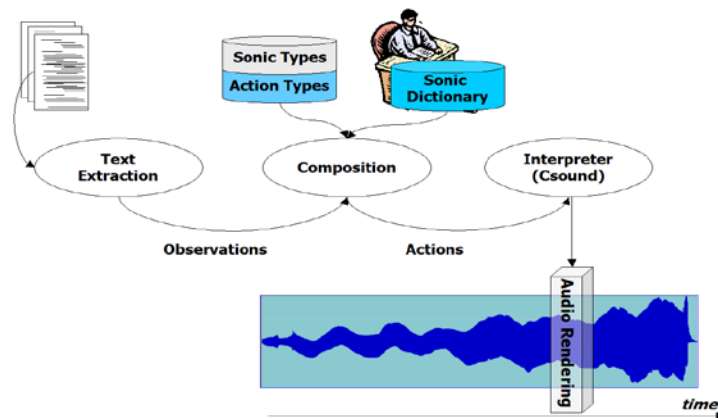 Sonic Types
Action Types
Sonic
Dictionary
Text
Extraction
Composition
Interpreter
(Csound)
Observations
Actions
Audio Rendering
time